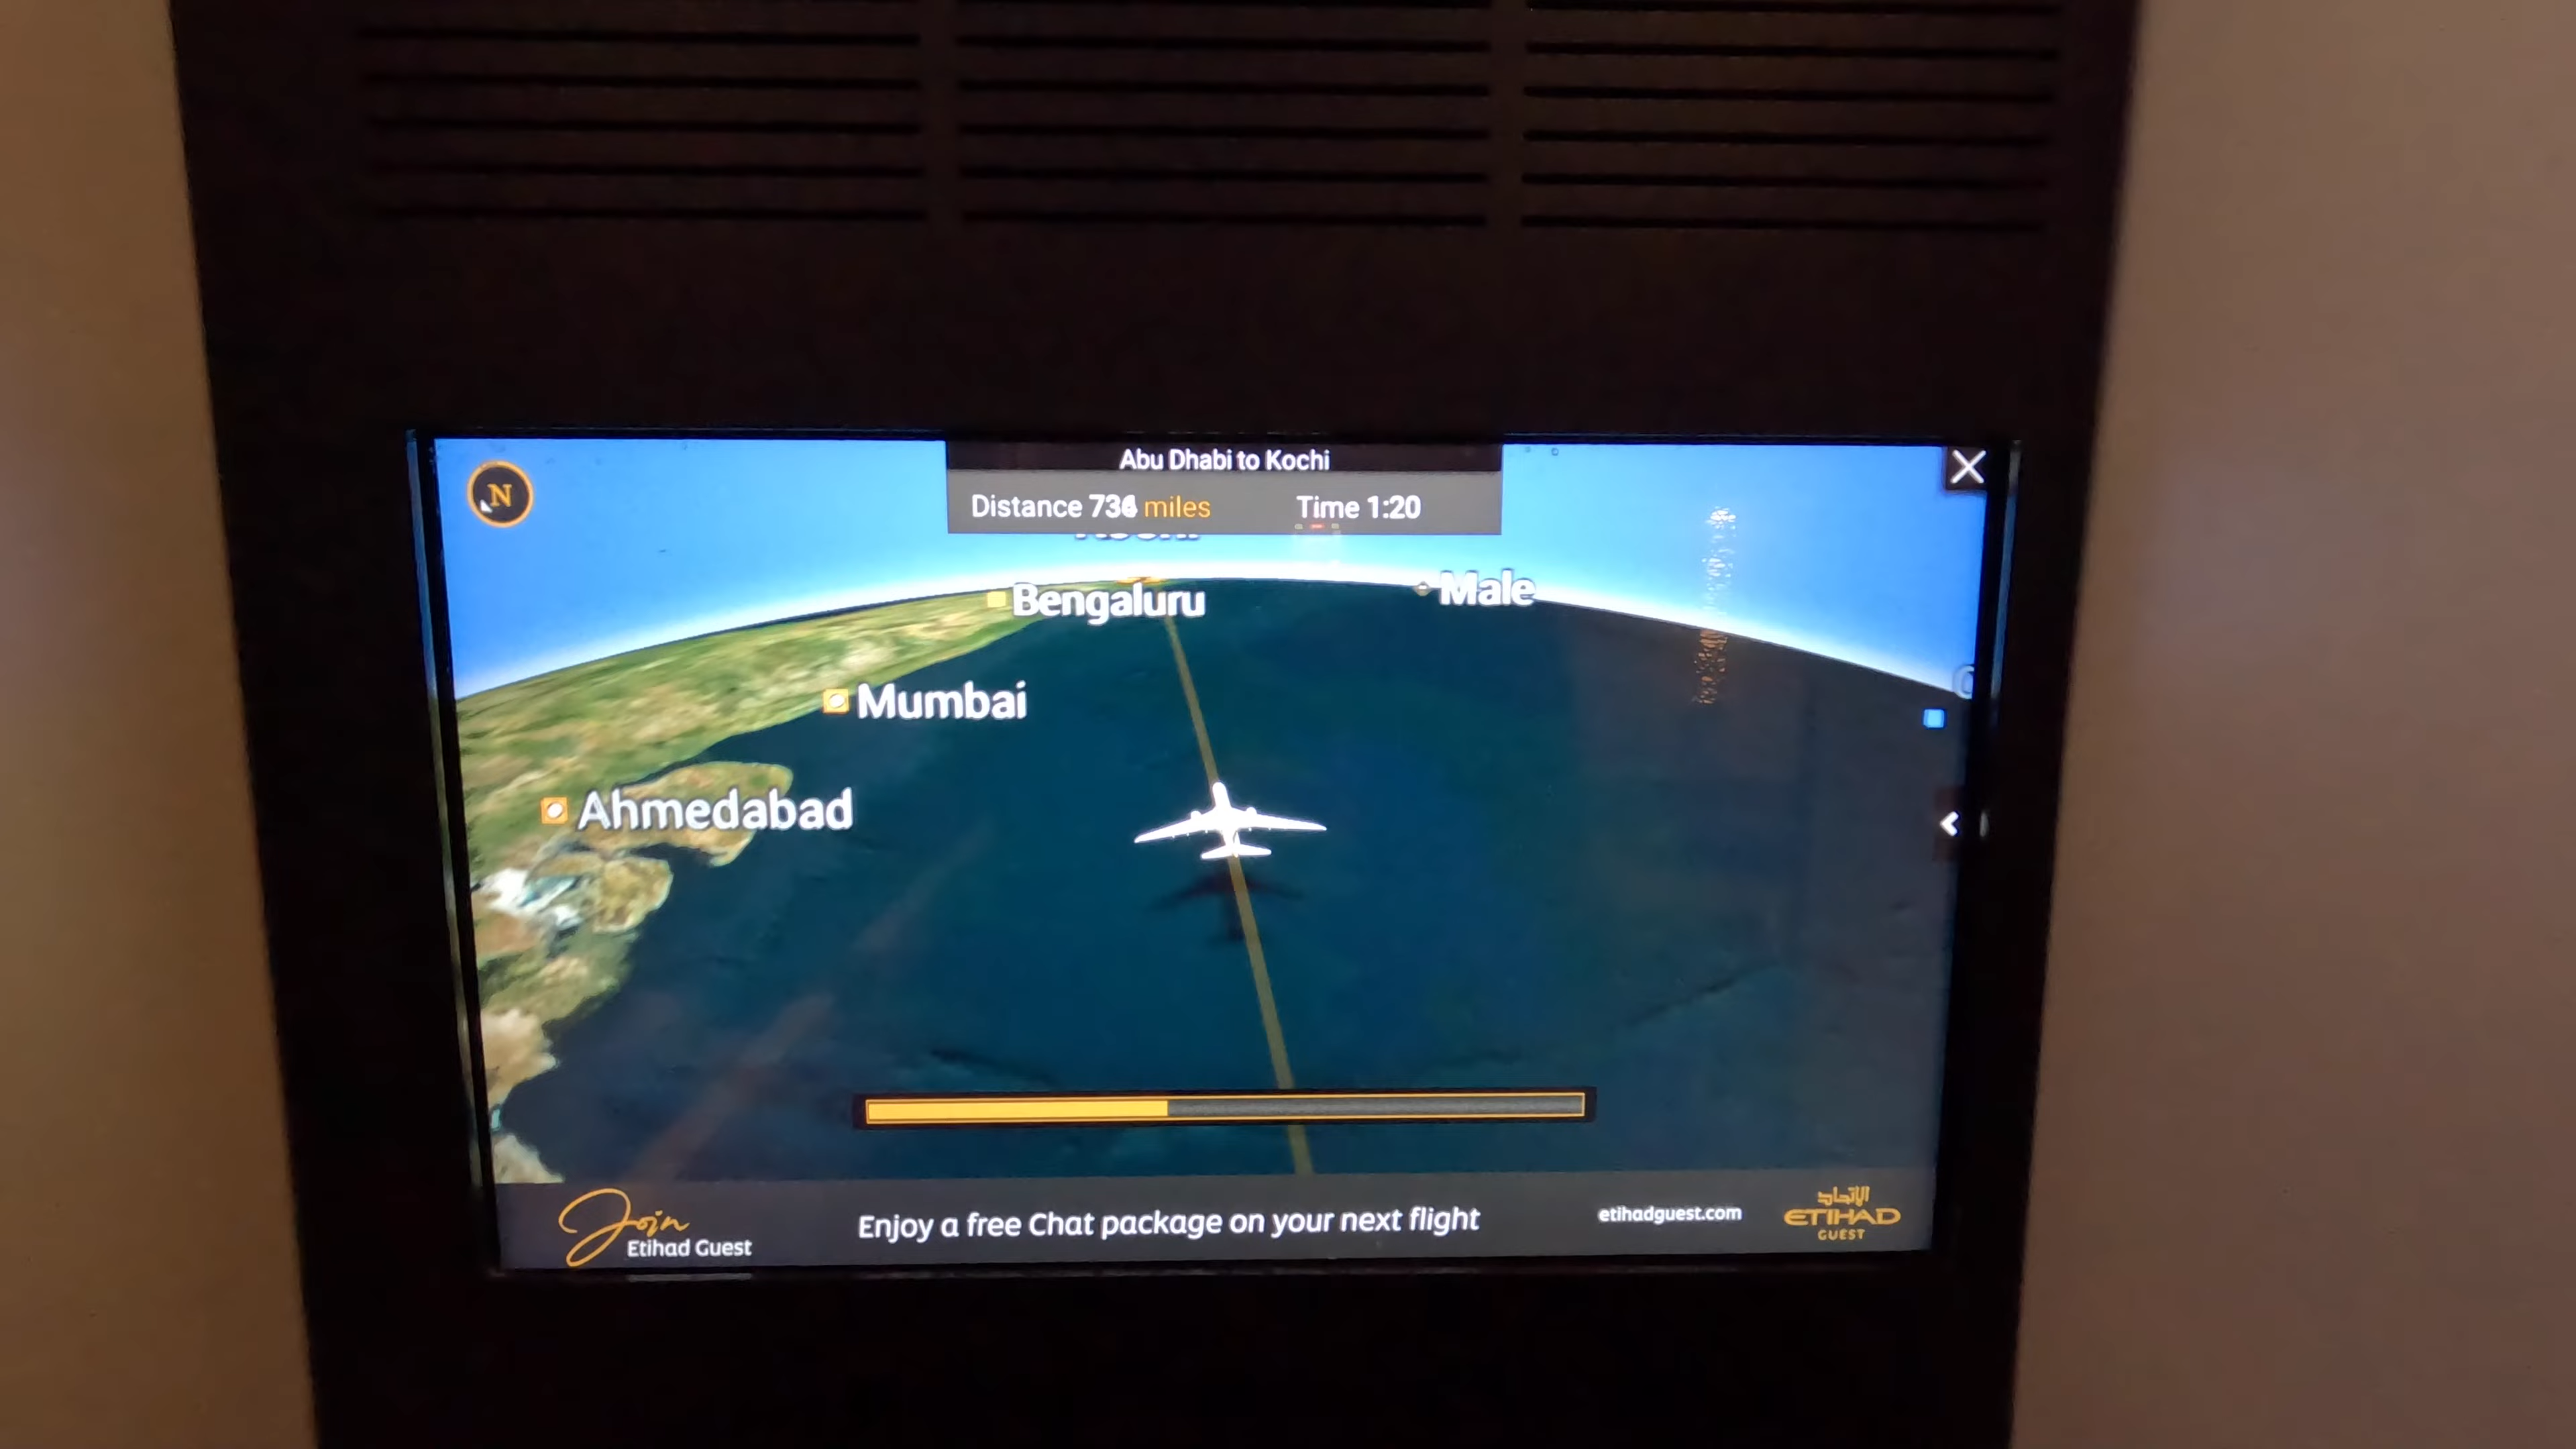 Abu Dhabi to Kochi
N
Distance miles
Time 1:20
Bengaluru
Male
Mumbai
Ahmedabad
Join
Etihad Guest
Enjoy a free Chat package on your next flight
etihadguest.com
الإتحاد
ETIHAD
GUEST